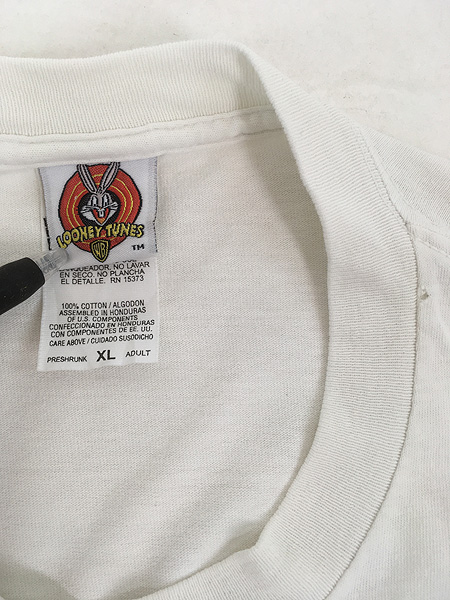 LOONEY TUNES
WB
TM
BLANQUEADOR. NO LAVAR
EN SECO. NO PLANCHA
EL DETALLE. RN 15373
100% COTTON / ALGODON
ASSEMBLED IN HONDURAS
OF U.S. COMPONENTS
CONFECCIONADO EN HONDURAS
CON COMPONENTES DE EE. UU.
CARE ABOVE / CUIDADO SUSODICHO
PRESHRUNK XL ADULT